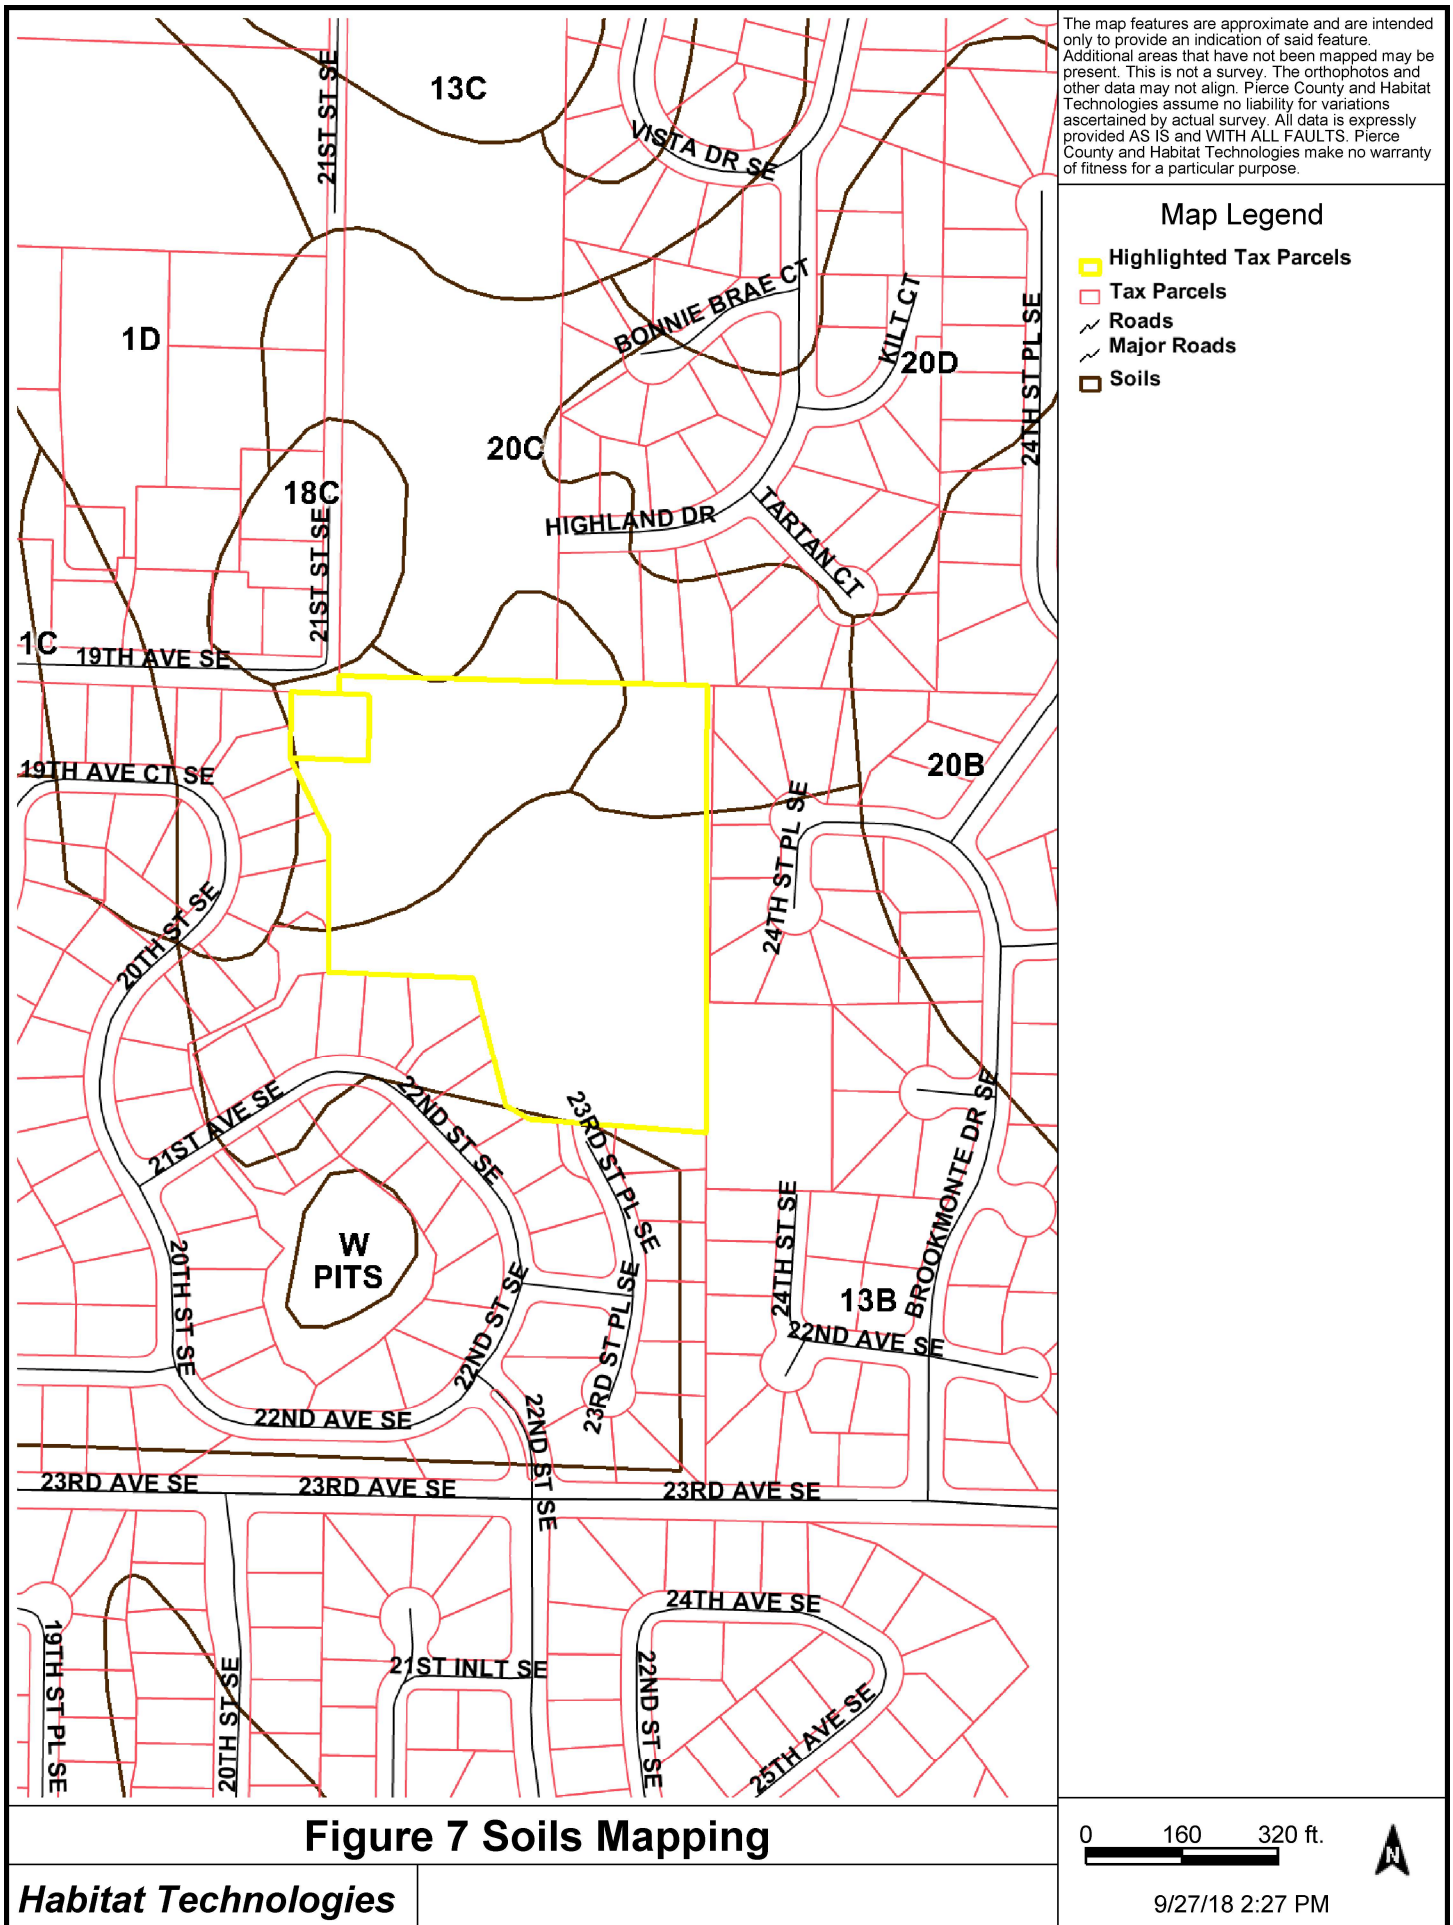 The map features are approximate and are intended
only to provide an indication of said feature.
Additional areas that have not been mapped may be
present. This is not a survey. The orthophotos and
other data may not align. Pierce County and Habitat
Technologies assume no liability for variations
ascertained by actual survey. All data is expressly
provided AS IS and WITH ALL FAULTS. Pierce
County and Habitat Technologies make no warranty
of fitness for a particular purpose.
Map Legend
Highlighted Tax Parcels
Tax Parcels
Roads
Major Roads
Soils
13C
21ST ST SE
VISTA DR SE
BONNIE BRAE CT
KILT CT
24TH ST PL SE
1D
20D
20C
18C
21ST ST SE
HIGHLAND DR
TARTAN CT
1C
19TH AVE SE
19TH AVE CT SE
20B
24TH ST PL SE
20TH ST SE
21ST AVE SE
22ND ST SE
23RD ST PL SE
BROOKMONTE DR SE
24TH ST SE
W
PITS
20TH ST SE
22ND ST SE
23RD ST PL SE
13B
22ND AVE SE
22ND AVE SE
22ND ST SE
23RD AVE SE
23RD AVE SE
23RD AVE SE
24TH AVE SE
19TH ST PL SE
20TH ST SE
21ST INLT SE
22ND ST SE
25TH AVE SE
Figure 7 Soils Mapping
Habitat Technologies
0 160 320 ft.
N
9/27/18 2:27 PM